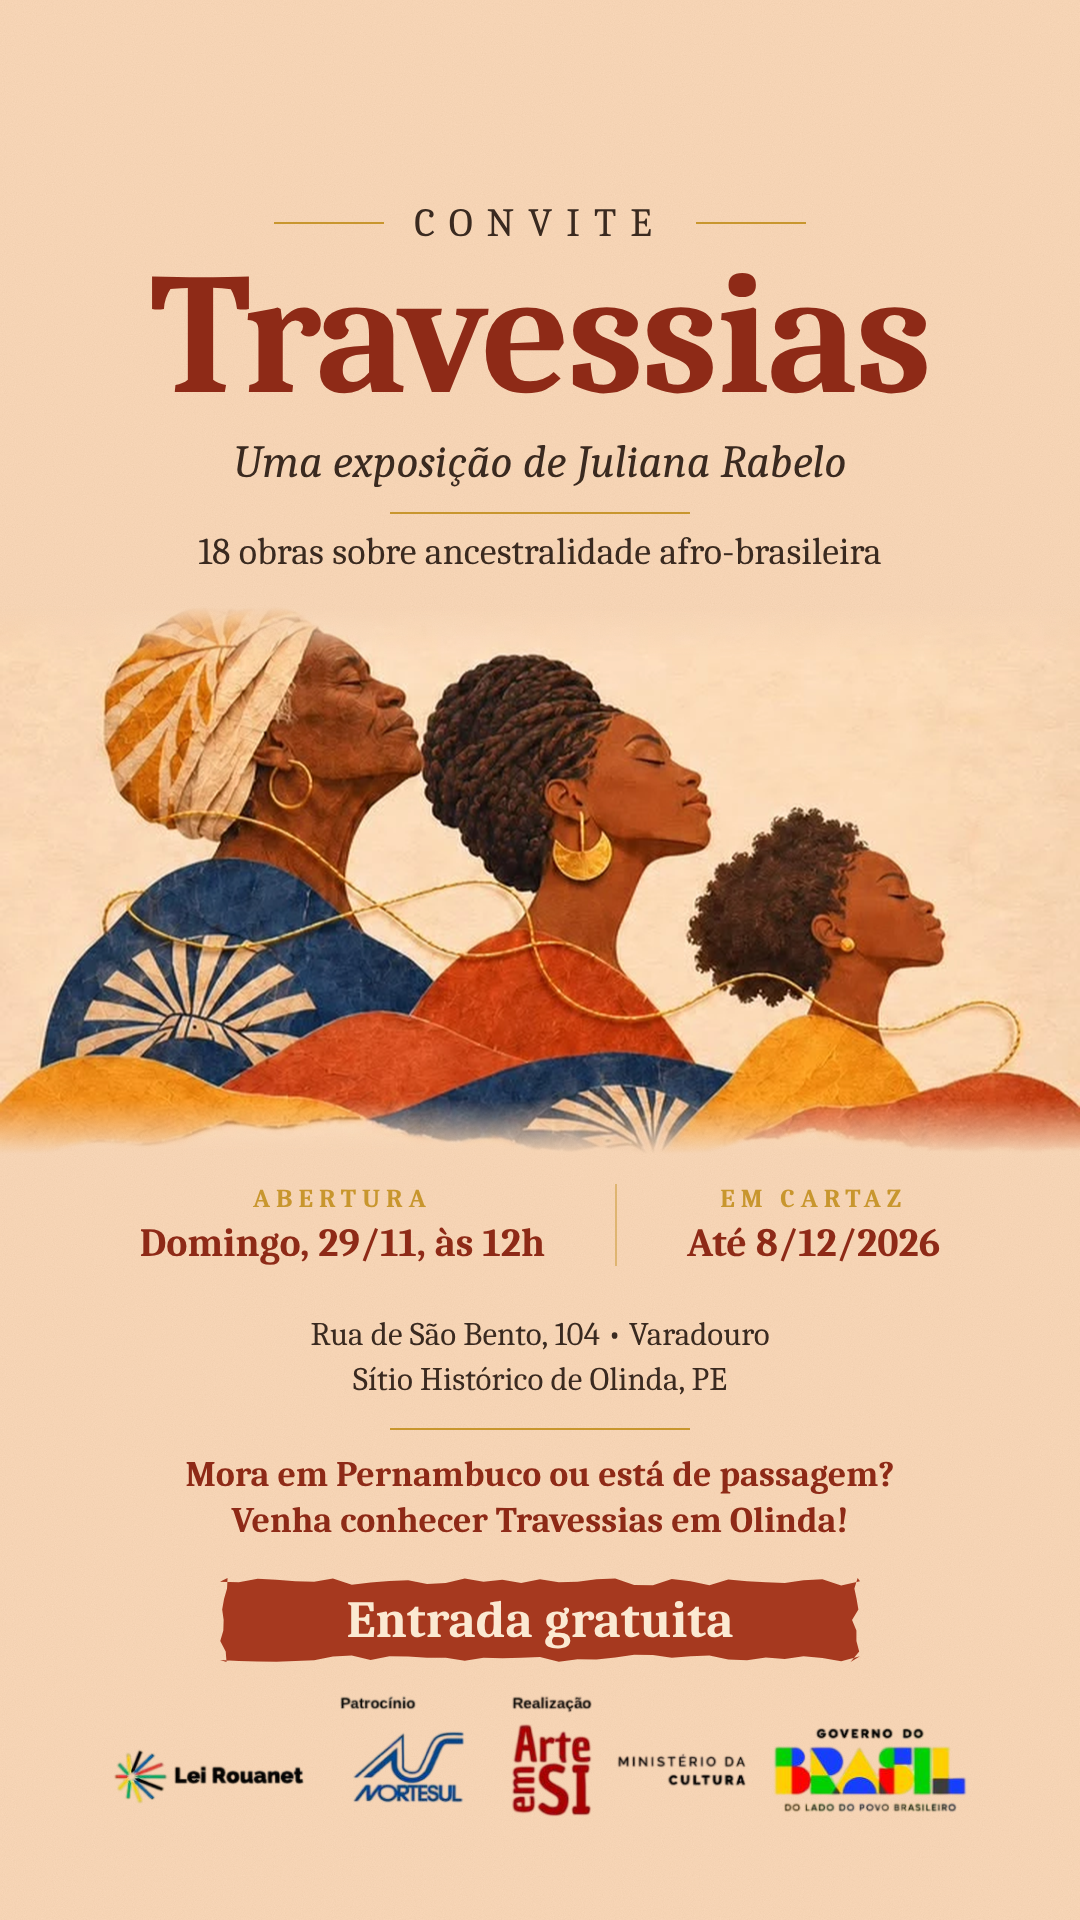 CONVITE
Travessias
Uma exposição de Juliana Rabelo
18 obras sobre ancestralidade afro-brasileira
ABERTURA
Domingo, 29/11, às 12h
EM CARTAZ
Até 8/12/2026
Rua de São Bento, 104 • Varadouro
Sítio Histórico de Olinda, PE
Mora em Pernambuco ou está de passagem?
Venha conhecer Travessias em Olinda!
Entrada gratuita
Lei Rouanet
Patrocínio
NORTESUL
Realização
Arte
em SI
MINISTÉRIO DA
CULTURA
GOVERNO DO
BRASIL
DO LADO DO POVO BRASILEIRO